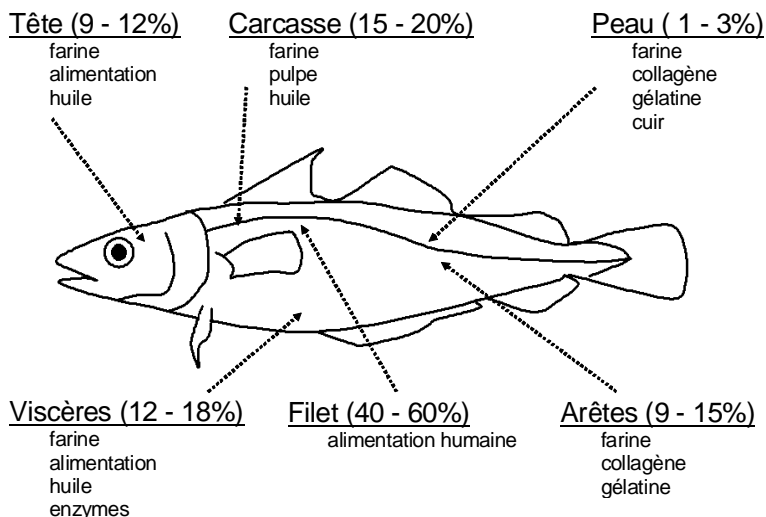 Tête (9 - 12%)
farine
alimentation
huile
Carcasse (15 - 20%)
farine
pulpe
huile
Peau ( 1 - 3%)
farine
collagène
gélatine
cuir
Viscères (12 - 18%)
farine
alimentation
huile
enzymes
Filet (40 - 60%)
alimentation humaine
Arêtes (9 - 15%)
farine
collagène
gélatine